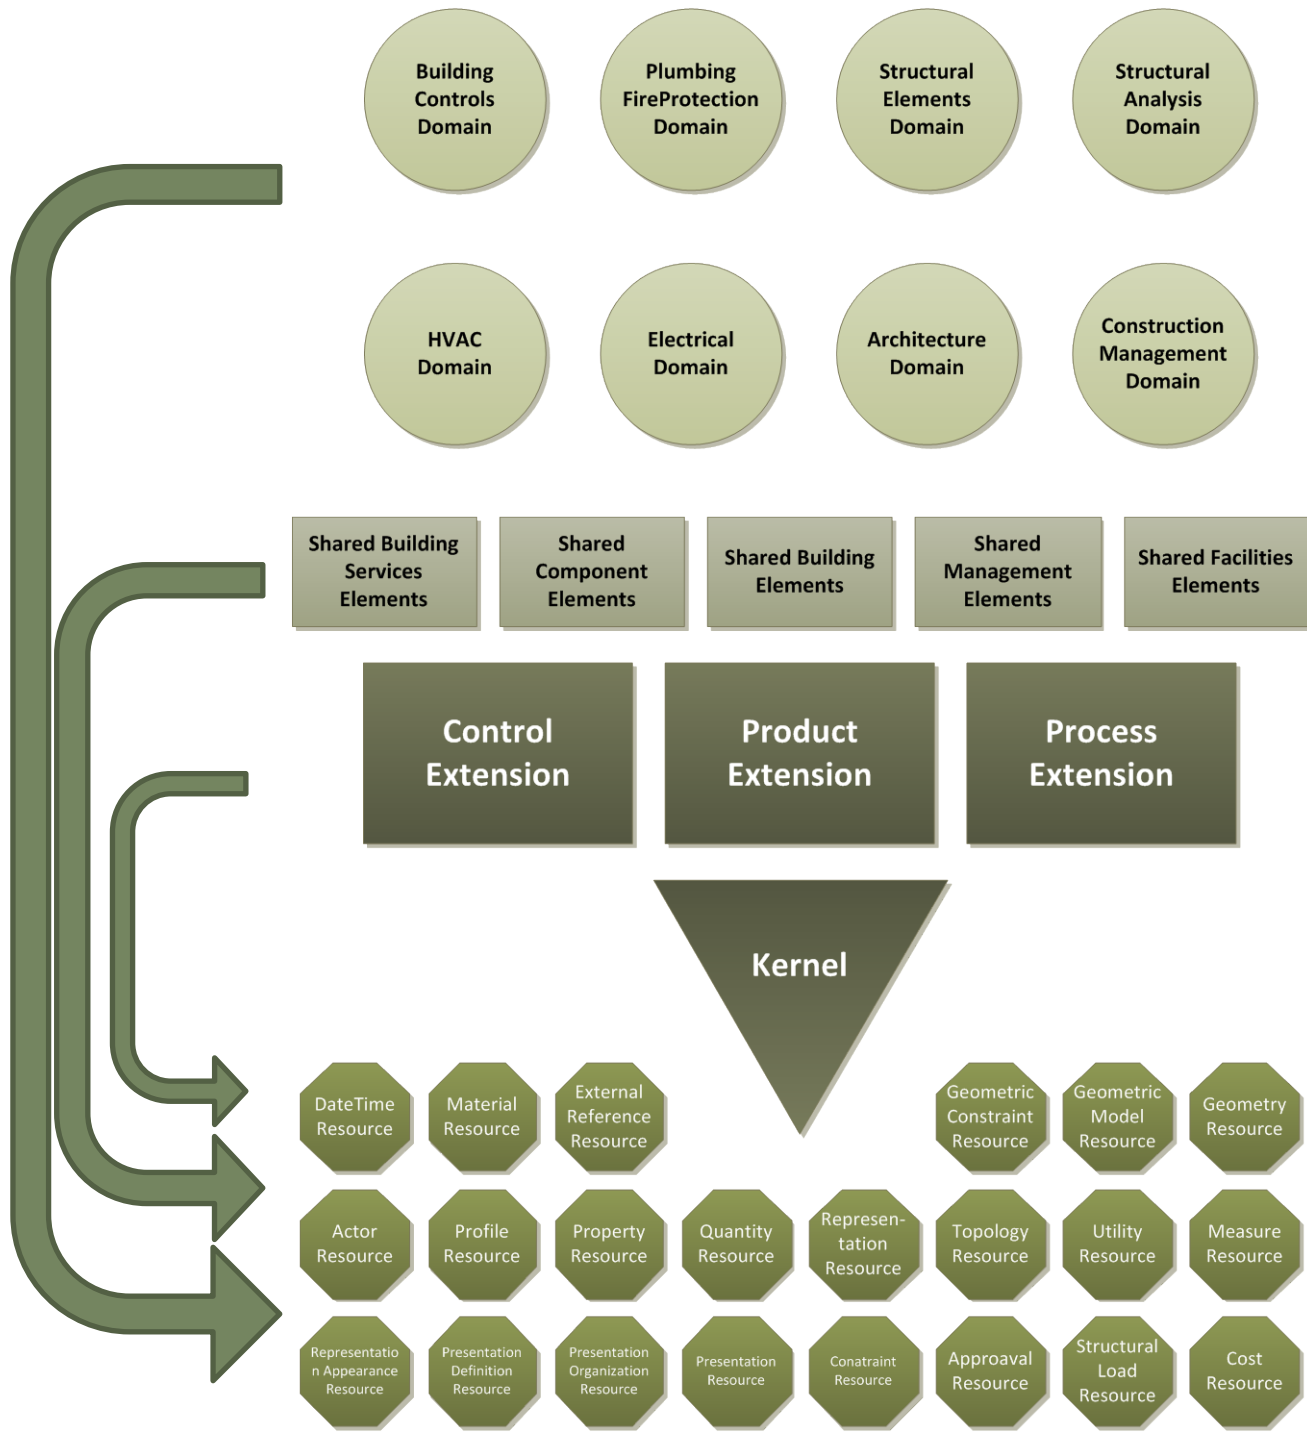 Building
Controls
Domain
Plumbing
FireProtection
Domain
Structural
Elements
Domain
Structural
Analysis
Domain
HVAC
Domain
Electrical
Domain
Architecture
Domain
Construction
Management
Domain
Shared Building
Services
Elements
Shared
Component
Elements
Shared Building
Elements
Shared
Management
Elements
Shared Facilities
Elements
Control
Extension
Product
Extension
Process
Extension
Kernel
DateTime
Resource
Material
Resource
External
Reference
Resource
Geometric
Constraint
Resource
Geometric
Model
Resource
Geometry
Resource
Actor
Resource
Profile
Resource
Property
Resource
Quantity
Resource
Represen-
tation
Resource
Topology
Resource
Utility
Resource
Measure
Resource
Representatio
n Appearance
Resource
Presentation
Definition
Resource
Presentation
Organization
Resource
Presentation
Resource
Conatraint
Resource
Approaval
Resource
Structural
Load
Resource
Cost
Resource